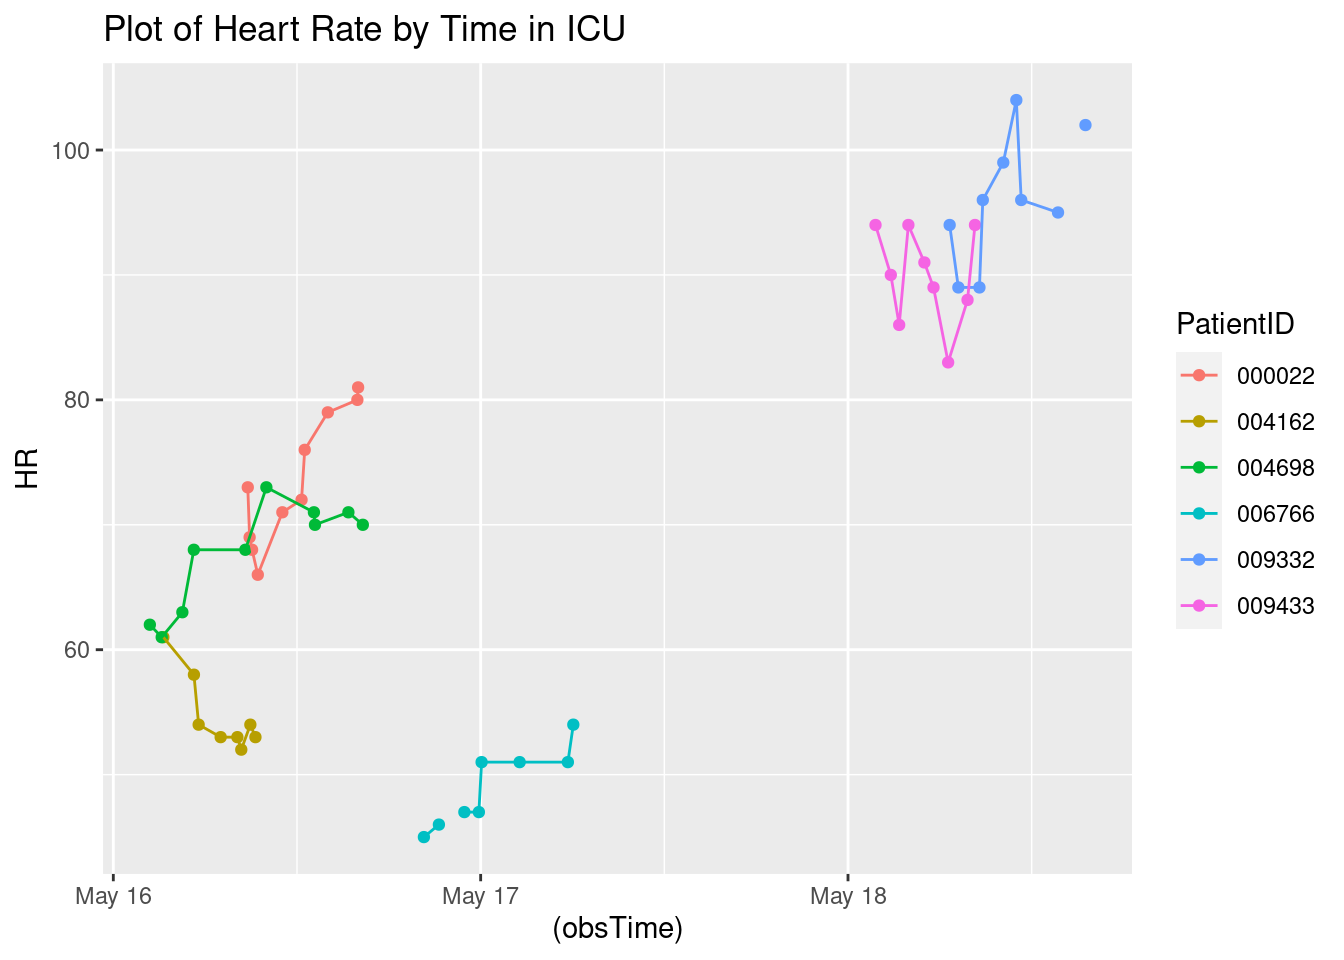 Plot of Heart Rate by Time in ICU
100
80
60
HR
May 16
May 17
May 18
(obsTime)
PatientID
000022
004162
004698
006766
009332
009433